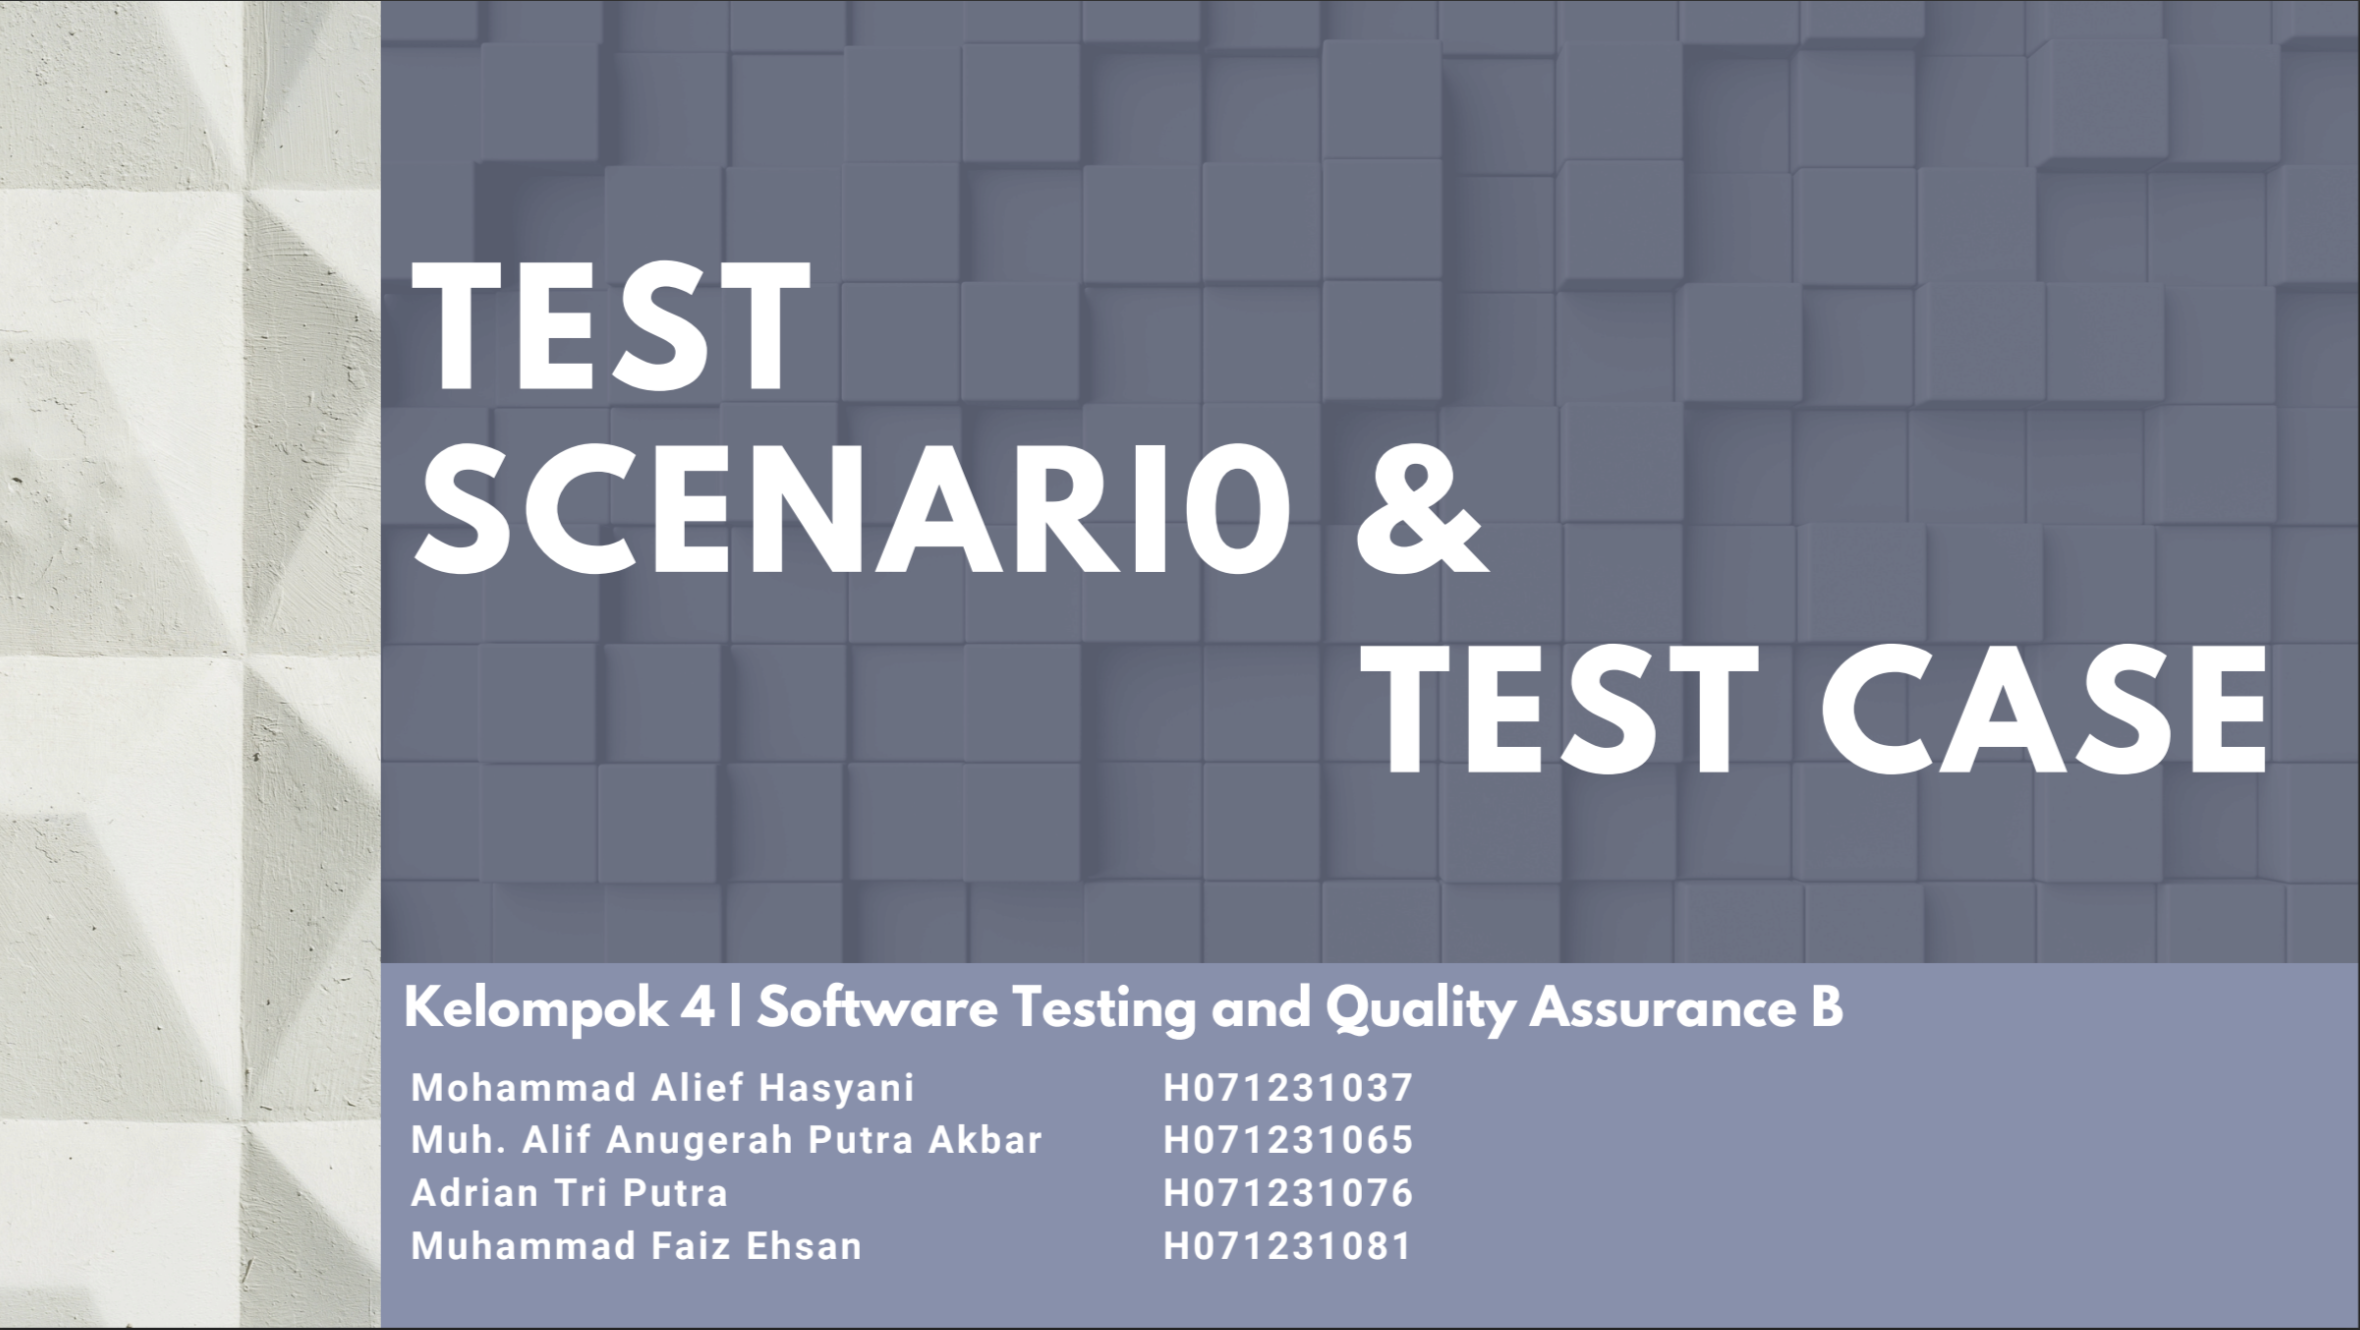 TEST
SCENARI0 &
TEST CASE
Kelompok 4 | Software Testing and Quality Assurance B
Mohammad Alief Hasyani H071231037
Muh. Alif Anugerah Putra Akbar H071231065
Adrian Tri Putra H071231076
Muhammad Faiz Ehsan H071231081